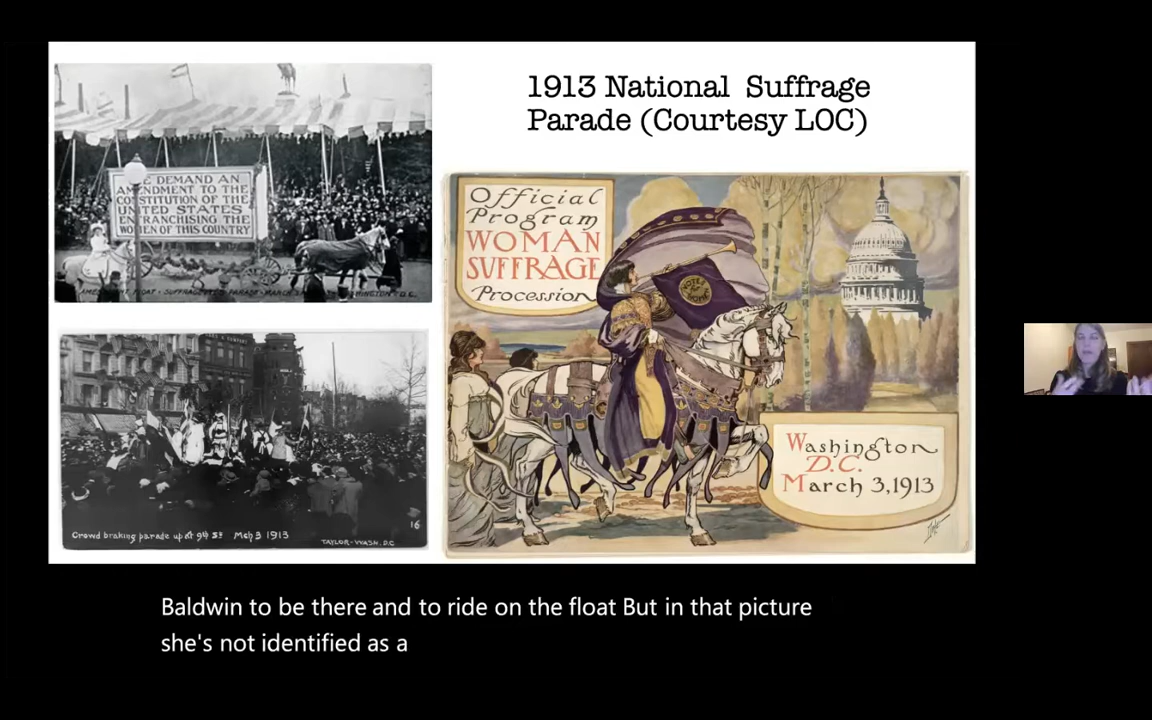 1913 National Suffrage
Parade (Courtesy LOC)
DEMAND AN
AMENDMENT TO THE
CONSTITUTION OF THE
UNITED STATES
ENFRANCHISING THE
WOMEN OF THIS COUNTRY
Official
Program
WOMAN
SUFFRAGE
Procession
VOTES
FOR
Washington
D.C.
March 3, 1913
Crowd braking parade up at 9th St Mch 3 1913
16
TAYLOR - WASH. D.C.
Baldwin to be there and to ride on the float But in that picture
she's not identified as a